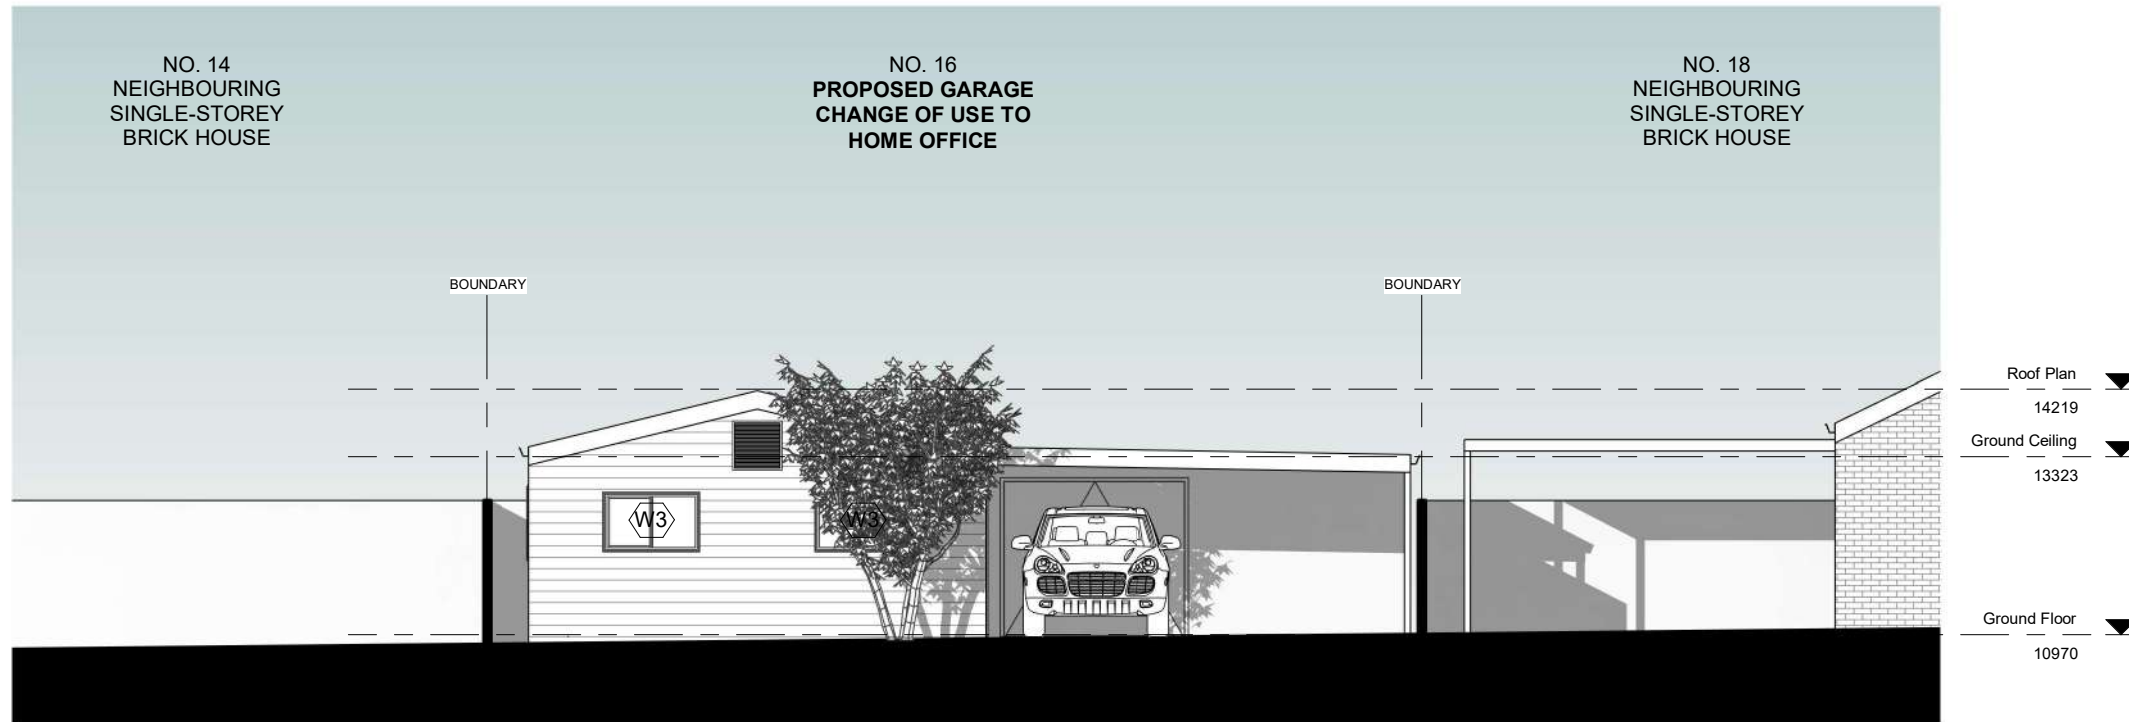 NO. 14
NEIGHBOURING
SINGLE-STOREY
BRICK HOUSE
NO. 16
PROPOSED GARAGE
CHANGE OF USE TO
HOME OFFICE
NO. 18
NEIGHBOURING
SINGLE-STOREY
BRICK HOUSE
BOUNDARY
BOUNDARY
Roof Plan
14219
Ground Ceiling
13323
W3
W3
Ground Floor
10970